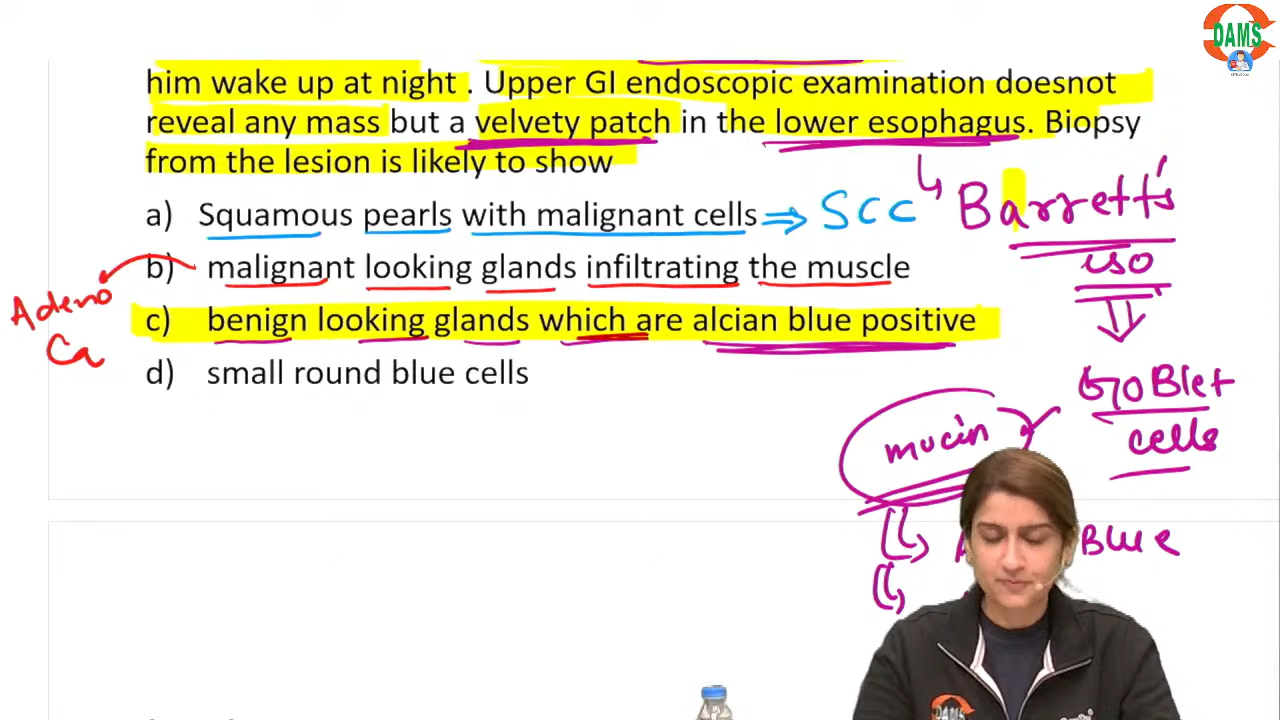 DAMS
him wake up at night . Upper GI endoscopic examination doesnot
reveal any mass but a velvety patch in the lower esophagus. Biopsy
from the lesion is likely to show
a) Squamous pearls with malignant cells ⇒ SCC
Barrett's
b) malignant looking glands infiltrating the muscle
Adeno
Ca
c) benign looking glands which are alcian blue positive
d) small round blue cells
GoBlet
cells
mucin
Blue
DAMS